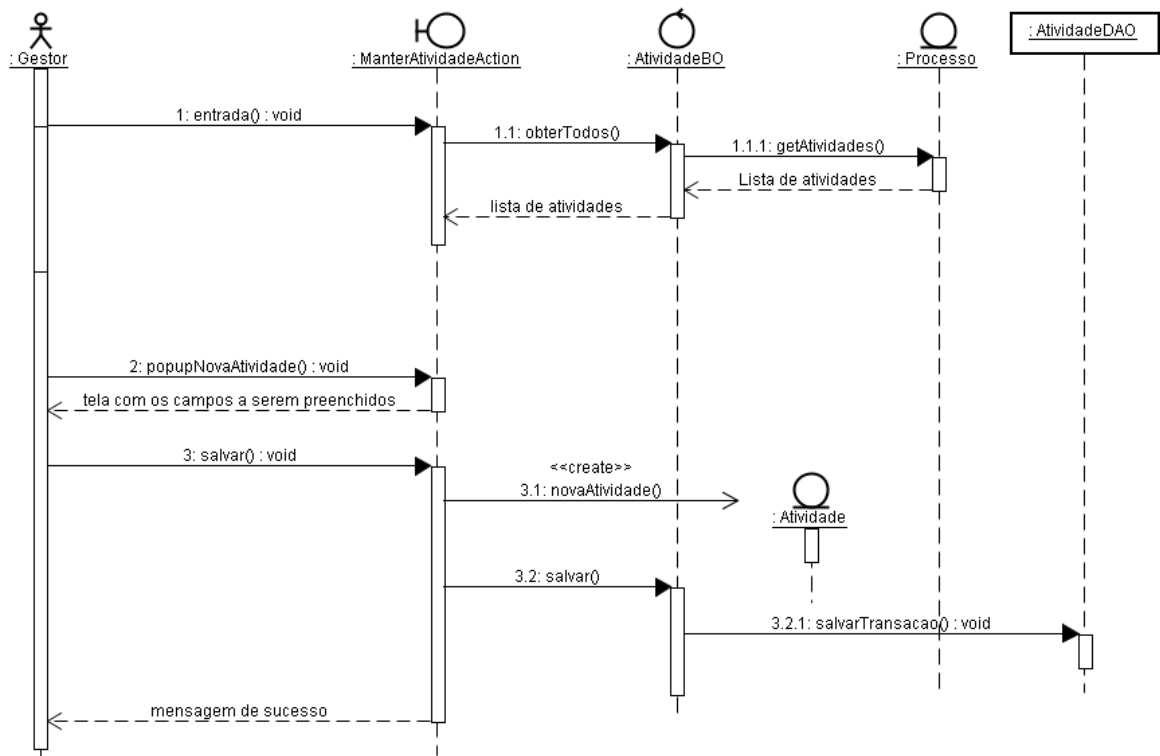 : Gestor
: ManterAtividadeAction
: AtividadeBO
: Processo
: AtividadeDAO
1: entrada() : void
1.1: obterTodos()
1.1.1: getAtividades()
Lista de atividades
lista de atividades
2: popupNovaAtividade() : void
tela com os campos a serem preenchidos
3: salvar() : void
<<create>>
3.1: novaAtividade()
: Atividade
3.2: salvar()
3.2.1: salvarTransacao() : void
mensagem de sucesso